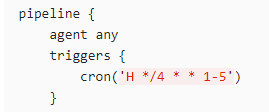 pipeline {
    agent any
    triggers {
        cron('H */4 * * 1-5')
    }